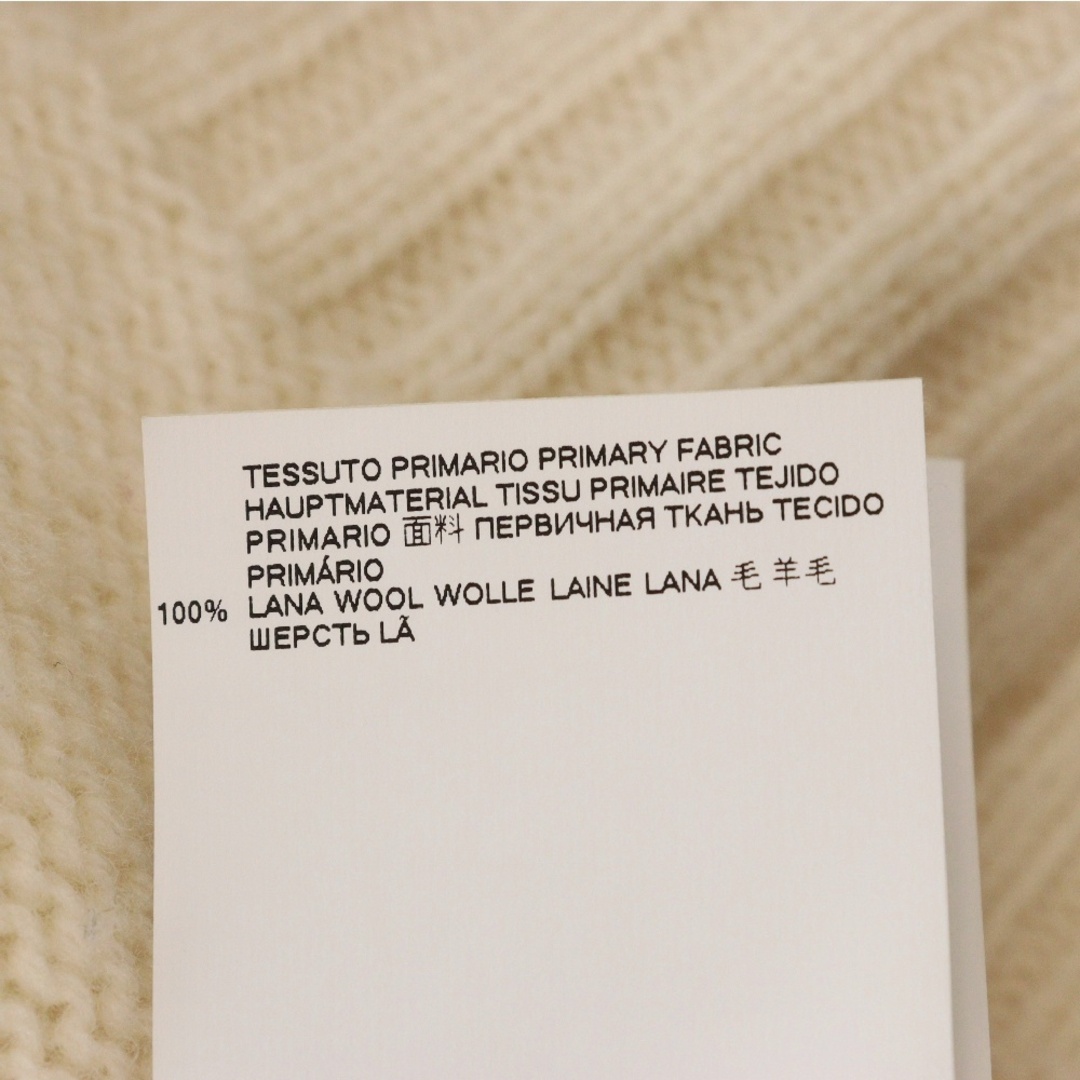 TESSUTO PRIMARIO PRIMARY FABRIC
HAUPTMATERIAL TISSU PRIMAIRE TEJIDO
PRIMARIO 面料 ПЕРВИЧНАЯ ТКАНЬ TECIDO
PRIMÁRIO
100% LANA WOOL WOLLE LAINE LANA 毛 羊毛
ШЕРСТЬ LÃ